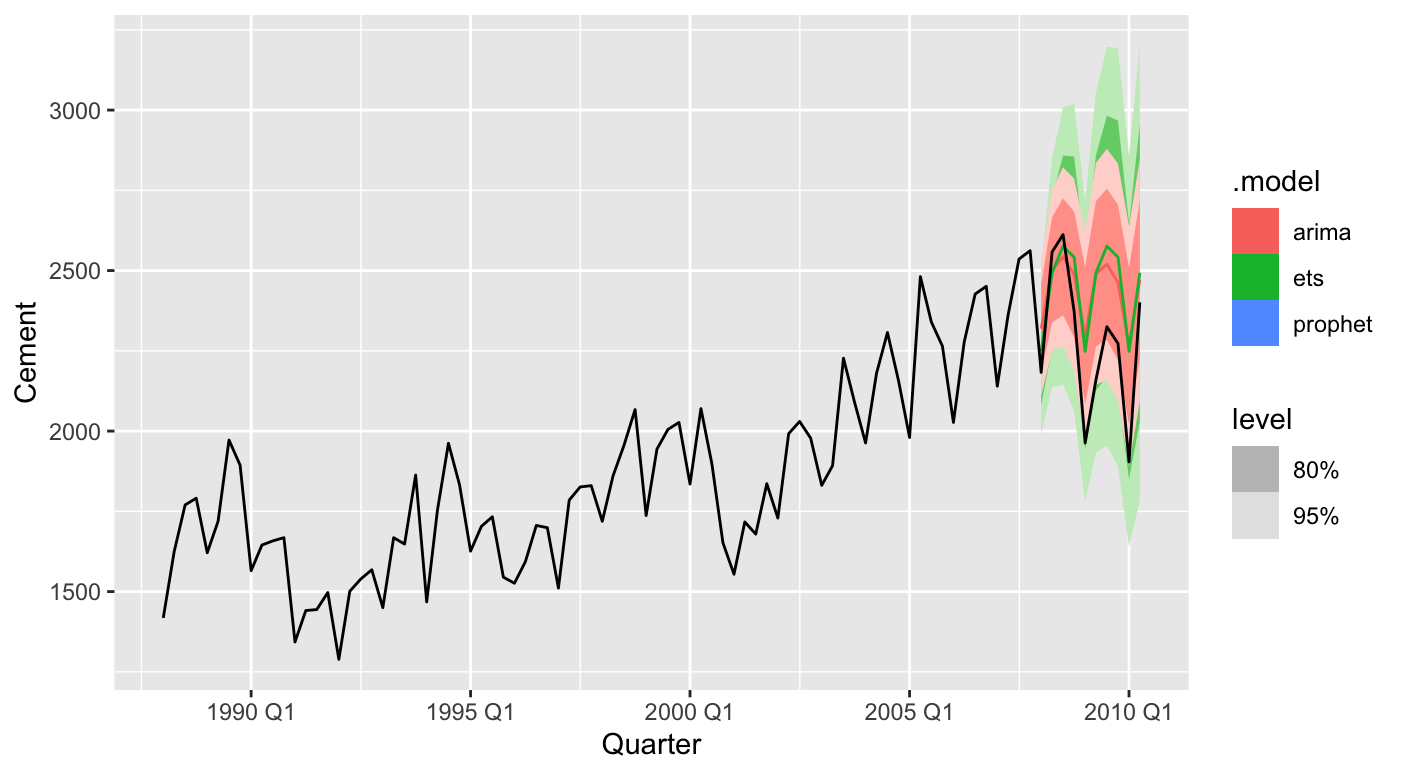 3000
2500
2000
1500
Cement
1990 Q1
1995 Q1
2000 Q1
2005 Q1
2010 Q1
Quarter
.model
arima
ets
prophet
level
80%
95%